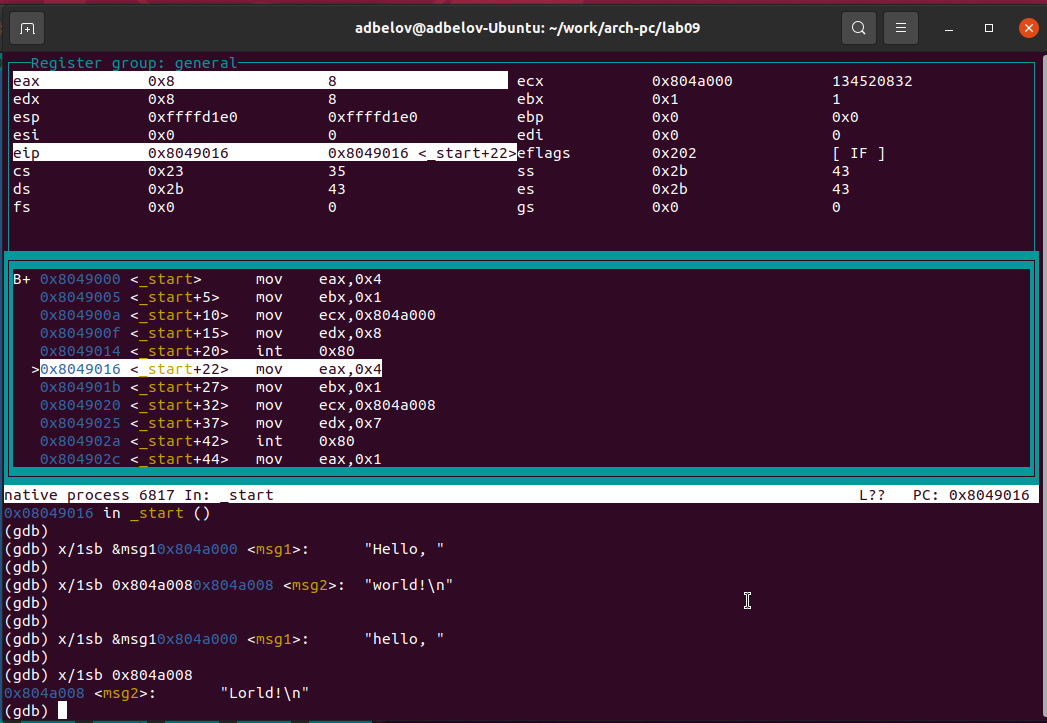 adbelov@adbelov-Ubuntu: ~/work/arch-pc/lab09
Register group: general
eax 0x8 8 ecx 0x804a000 134520832
edx 0x8 8 ebx 0x1 1
esp 0xffffd1e0 0xffffd1e0 ebp 0x0 0x0
esi 0x0 0 edi 0x0 0
eip 0x8049016 0x8049016 <_start+22> eflags 0x202 [ IF ]
cs 0x23 35 ss 0x2b 43
ds 0x2b 43 es 0x2b 43
fs 0x0 0 gs 0x0 0
B+ 0x8049000 <_start> mov eax,0x4
0x8049005 <_start+5> mov ebx,0x1
0x804900a <_start+10> mov ecx,0x804a000
0x804900f <_start+15> mov edx,0x8
0x8049014 <_start+20> int 0x80
>0x8049016 <_start+22> mov eax,0x4
0x804901b <_start+27> mov ebx,0x1
0x8049020 <_start+32> mov ecx,0x804a008
0x8049025 <_start+37> mov edx,0x7
0x804902a <_start+42> int 0x80
0x804902c <_start+44> mov eax,0x1
native process 6817 In: _start L?? PC: 0x8049016
0x08049016 in _start ()
(gdb)
(gdb) x/1sb &msg10x804a000 <msg1>: "Hello, "
(gdb)
(gdb) x/1sb 0x804a0080x804a008 <msg2>: "world!\n"
(gdb)
(gdb)
(gdb) x/1sb &msg10x804a000 <msg1>: "hello, "
(gdb)
(gdb) x/1sb 0x804a008
0x804a008 <msg2>: "Lorld!\n"
(gdb)